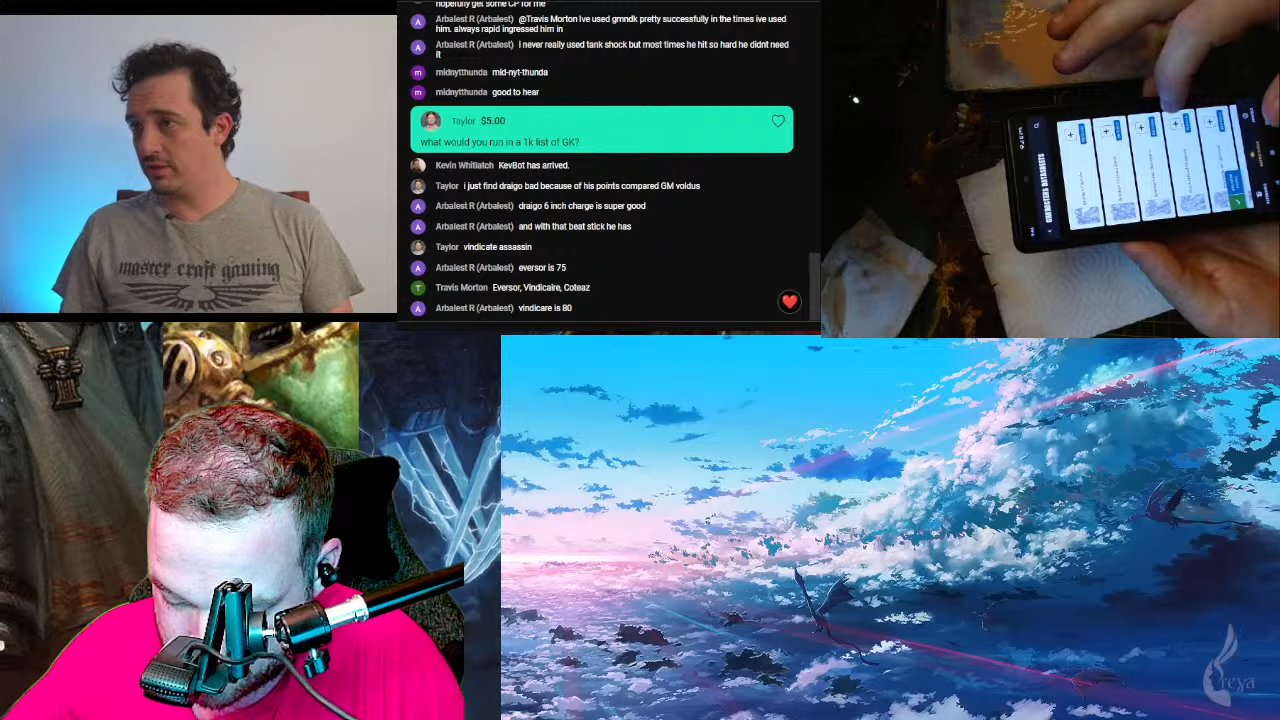 hopefully get some CP for me
A Arbalest R (Arbalest) @Travis Morton Ive used gmndk pretty successfully in the times ive used
him. always rapid ingressed him in
A Arbalest R (Arbalest) i never really used tank shock but most times he hit so hard he didnt need
it
m midnytthunda mid-nyt-thunda
m midnytthunda good to hear
Taylor $5.00
what would you run in a 1k list of GK?
Kevin Whitlatch KevBot has arrived.
Taylor i just find draigo bad because of his points compared GM voldus
A Arbalest R (Arbalest) draigo 6 inch charge is super good
A Arbalest R (Arbalest) and with that beat stick he has
Taylor vindicate assassin
A Arbalest R (Arbalest) eversor is 75
T Travis Morton Eversor, Vindicaire, Coteaz
A Arbalest R (Arbalest) vindicare is 80
master craft gaming
CHARACTERS DATASHEETS
reya